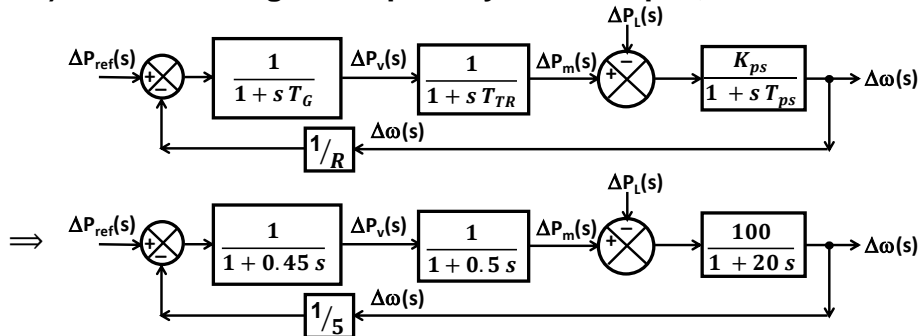 ΔP_L(s)
ΔP_ref(s) + − 1 / (1 + s T_G) ΔP_v(s) 1 / (1 + s T_TR) ΔP_m(s) + − K_ps / (1 + s T_ps) Δω(s)
1/R Δω(s)
ΔP_L(s)
⇒ ΔP_ref(s) + − 1 / (1 + 0.45 s) ΔP_v(s) 1 / (1 + 0.5 s) ΔP_m(s) + − 100 / (1 + 20 s) Δω(s)
1/5 Δω(s)